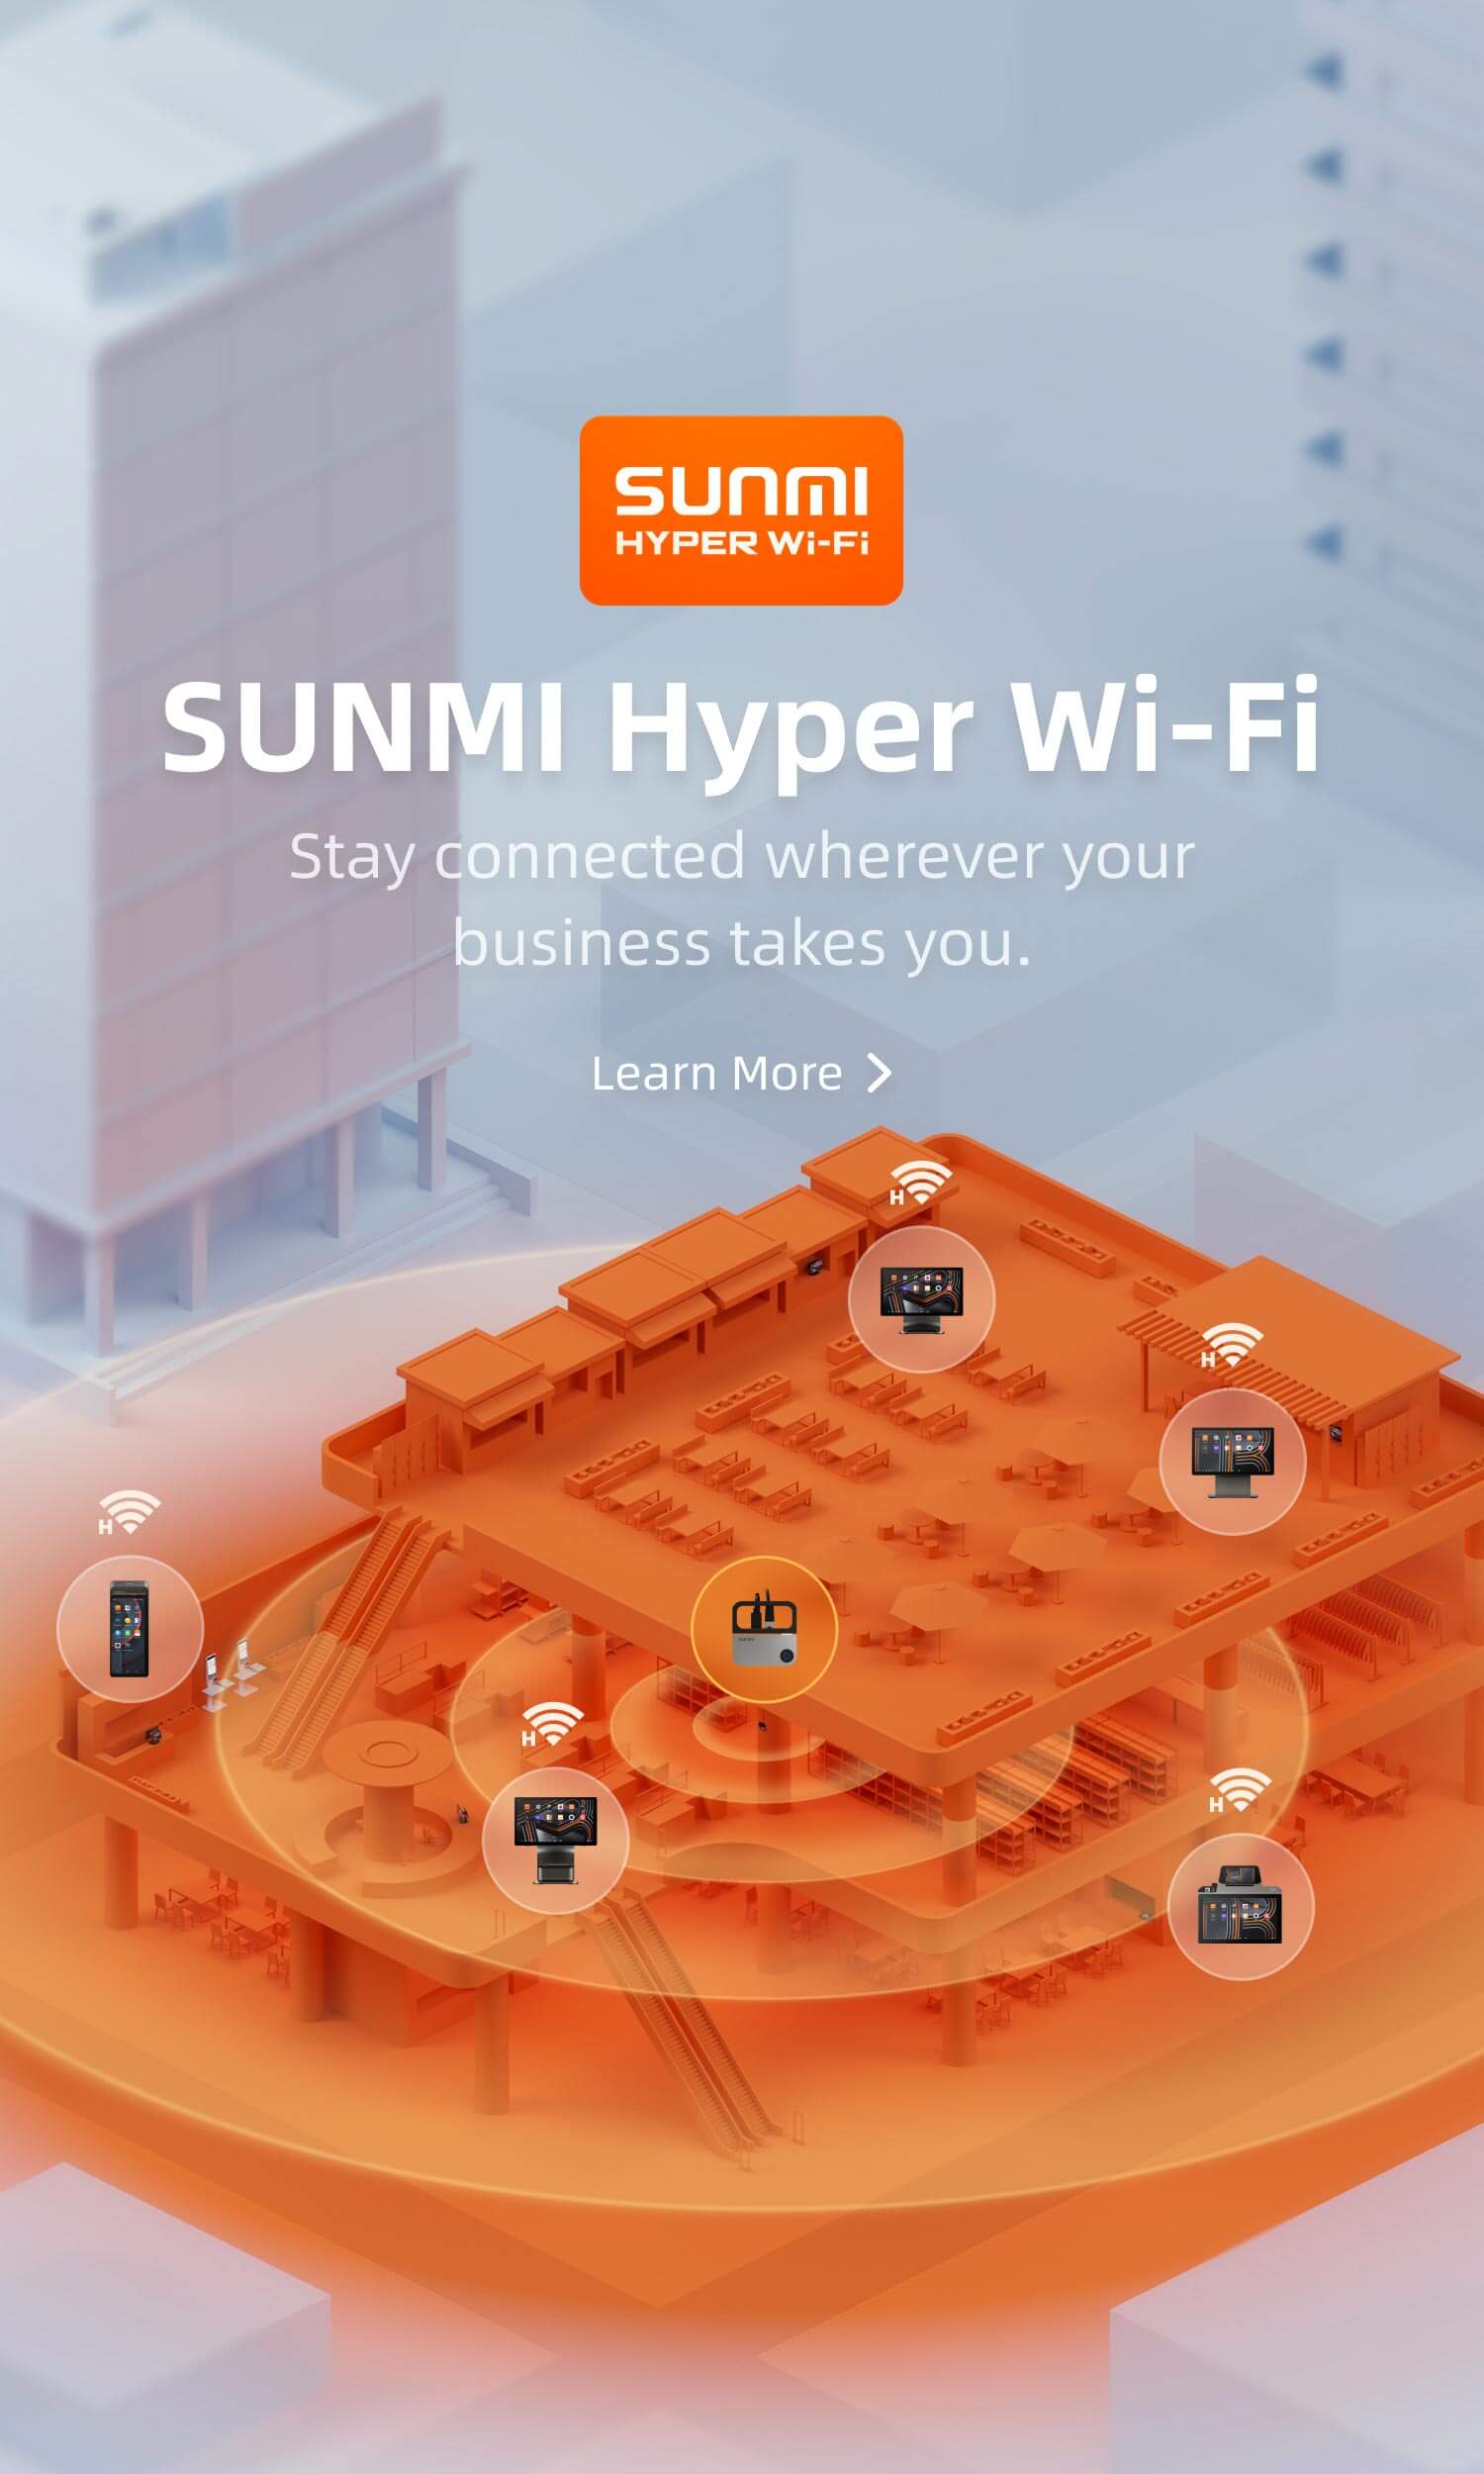 SUNMI
HYPER Wi-Fi
SUNMI Hyper Wi-Fi
Stay connected wherever your
business takes you.
Learn More
H
H
H
H
H